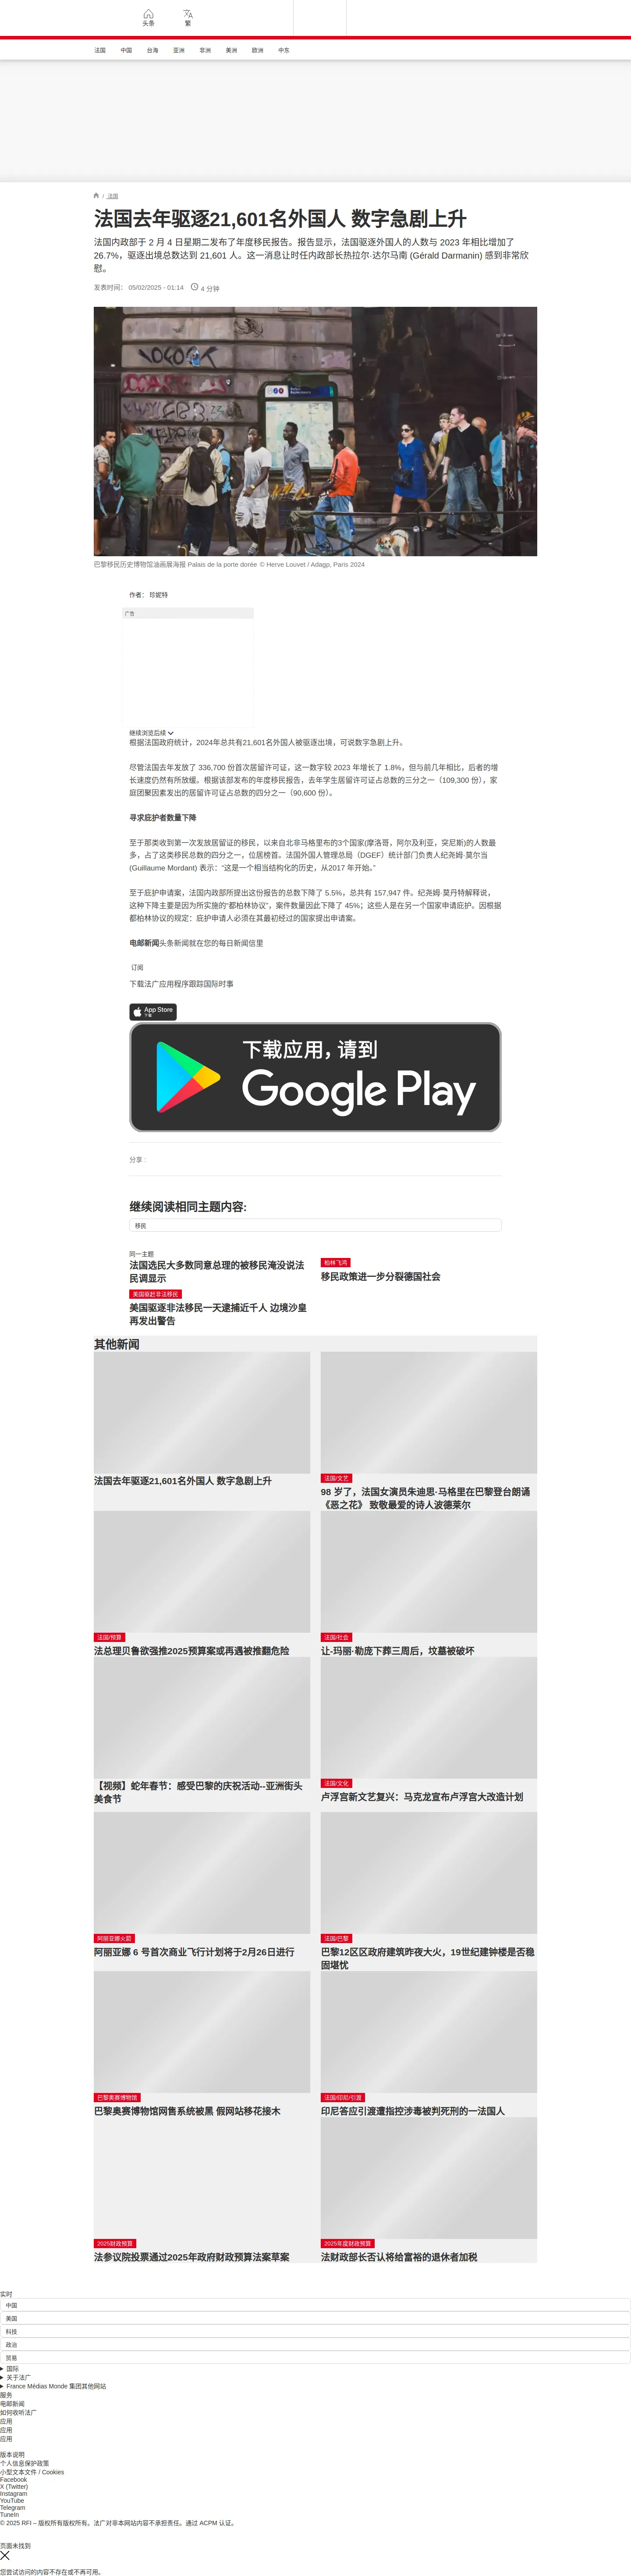 头条
繁
法国
中国
台海
亚洲
非洲
美洲
欧洲
中东
/ 法国
法国去年驱逐21,601名外国人 数字急剧上升
法国内政部于 2 月 4 日星期二发布了年度移民报告。报告显示，法国驱逐外国人的人数与 2023 年相比增加了
26.7%，驱逐出境总数达到 21,601 人。这一消息让时任内政部长热拉尔·达尔马南 (Gérald Darmanin) 感到非常欣
慰。
发表时间： 05/02/2025 - 01:14
4 分钟
巴黎移民历史博物馆油画展海报 Palais de la porte dorée © Herve Louvet / Adagp, Paris 2024
作者： 珍妮特
广告
继续浏览后续
根据法国政府统计，2024年总共有21,601名外国人被驱逐出境，可说数字急剧上升。
尽管法国去年发放了 336,700 份首次居留许可证，这一数字较 2023 年增长了 1.8%，但与前几年相比，后者的增
长速度仍然有所放缓。根据该部发布的年度移民报告，去年学生居留许可证占总数的三分之一（109,300 份），家
庭团聚因素发出的居留许可证占总数的四分之一（90,600 份）。
寻求庇护者数量下降
至于那类收到第一次发放居留证的移民，以来自北非马格里布的3个国家(摩洛哥，阿尔及利亚，突尼斯)的人数最
多，占了这类移民总数的四分之一，位居榜首。法国外国人管理总局（DGEF）统计部门负责人纪尧姆·莫尔当
(Guillaume Mordant) 表示：“这是一个相当结构化的历史，从2017 年开始。”
至于庇护申请案，法国内政部所提出这份报告的总数下降了 5.5%，总共有 157,947 件。纪尧姆·莫丹特解释说，
这种下降主要是因为所实施的“都柏林协议”，案件数量因此下降了 45%；这些人是在另一个国家申请庇护。因根据
都柏林协议的规定：庇护申请人必须在其最初经过的国家提出申请案。
电邮新闻头条新闻就在您的每日新闻信里
订阅
下载法广应用程序跟踪国际时事
App Store
下载
下载应用，请到
Google Play
分享 :
继续阅读相同主题内容:
移民
同一主题
法国选民大多数同意总理的被移民淹没说法
民调显示
柏林飞鸿
移民政策进一步分裂德国社会
美国驱赶非法移民
美国驱逐非法移民一天逮捕近千人 边境沙皇
再发出警告
其他新闻
法国去年驱逐21,601名外国人 数字急剧上升
法国/文艺
98 岁了，法国女演员朱迪思·马格里在巴黎登台朗诵
《恶之花》 致敬最爱的诗人波德莱尔
法国/预算
法总理贝鲁欲强推2025预算案或再遇被推翻危险
法国/社会
让-玛丽·勒庞下葬三周后，坟墓被破坏
【视频】蛇年春节：感受巴黎的庆祝活动--亚洲街头
美食节
法国/文化
卢浮宫新文艺复兴：马克龙宣布卢浮宫大改造计划
阿丽亚娜火箭
阿丽亚娜 6 号首次商业飞行计划将于2月26日进行
法国/巴黎
巴黎12区区政府建筑昨夜大火，19世纪建钟楼是否稳
固堪忧
巴黎奥赛博物馆
巴黎奥赛博物馆网售系统被黑 假网站移花接木
法国/印尼/引渡
印尼答应引渡遭指控涉毒被判死刑的一法国人
2025财政预算
法参议院投票通过2025年政府财政预算法案草案
2025年度财政预算
法财政部长否认将给富裕的退休者加税
实时
中国
美国
科技
政治
贸易
国际
关于法广
France Médias Monde 集团其他网站
服务
电邮新闻
如何收听法广
应用
应用
应用
版本说明
个人信息保护政策
小型文本文件 / Cookies
Facebook
X (Twitter)
Instagram
YouTube
Telegram
TuneIn
© 2025 RFI – 版权所有版权所有。法广对非本网站内容不承担责任。通过 ACPM 认证。
页面未找到
您尝试访问的内容不存在或不再可用。